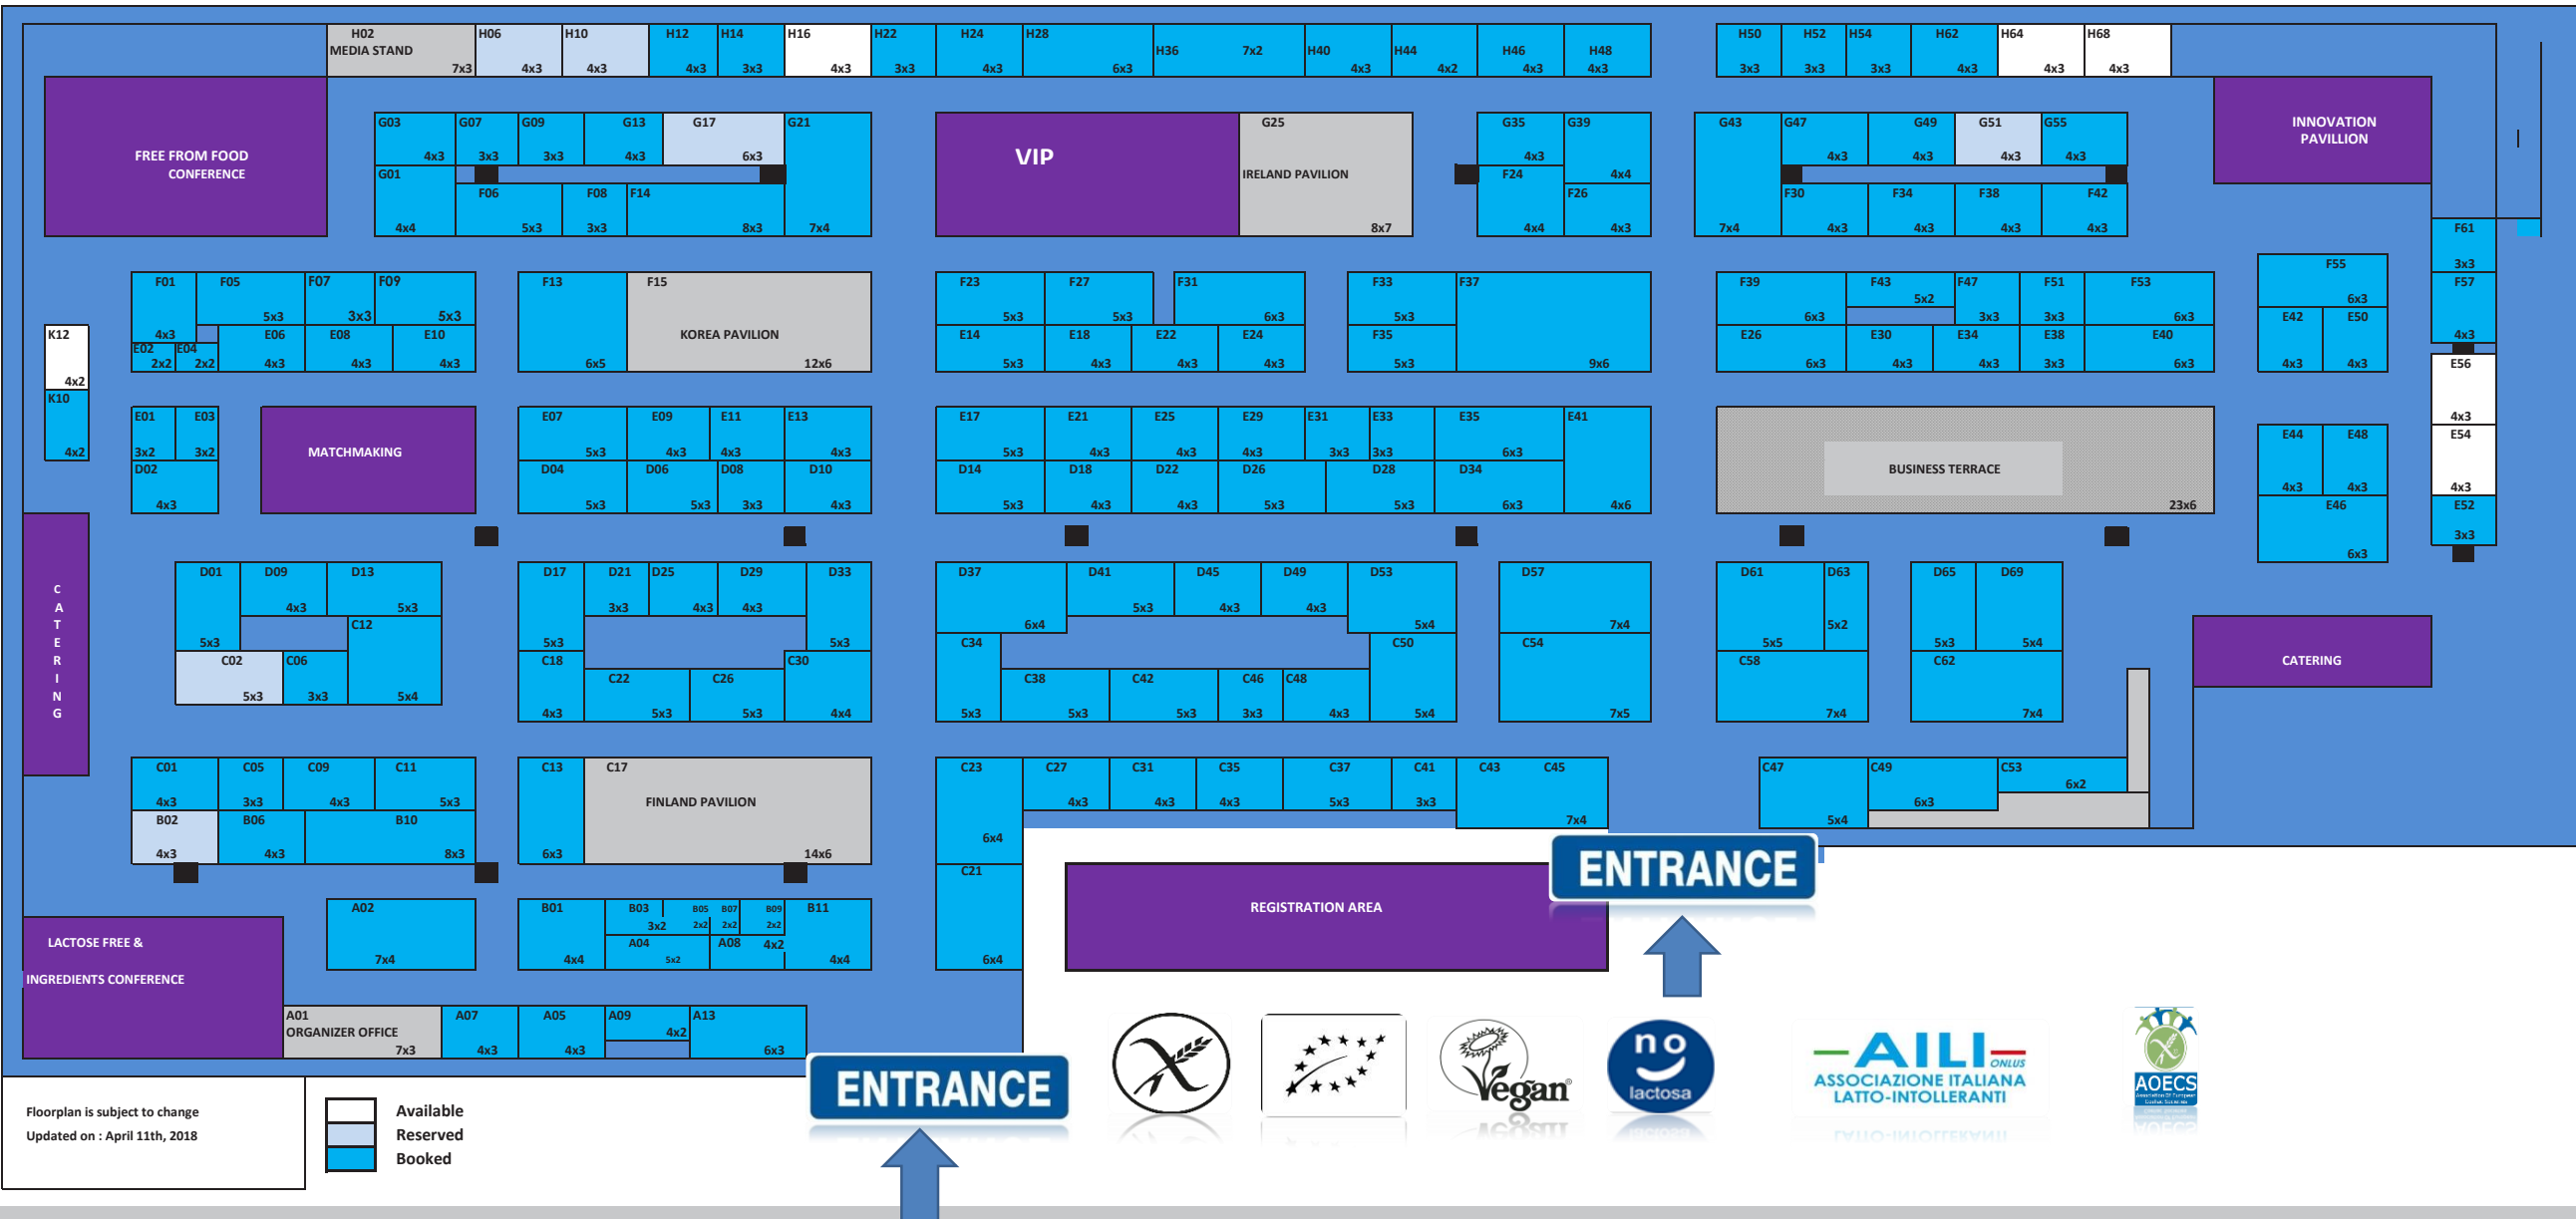 H02 H06 H10 H12 H14 H16 H22 H24 H28 H50 H52 H54 H62 H64 H68
MEDIA STAND H36 7x2 H40 H44 H46 H48
7x3 4x3 4x3 4x3 3x3 4x3 3x3 4x3 6x3 4x3 4x2 4x3 4x3 3x3 3x3 3x3 4x3 4x3 4x3
G03 G07 G09 G13 G17 G21 G25 G35 G39 G43 G47 G49 G51 G55 INNOVATION
PAVILLION
FREE FROM FOOD VIP
4x3 3x3 3x3 4x3 6x3 4x3 4x3 4x3 4x3 4x3
CONFERENCE G01 IRELAND PAVILION F24 4x4
F06 F08 F14 F26 F30 F34 F38 F42
4x4 5x3 3x3 8x3 7x4 8x7 4x4 4x3 7x4 4x3 4x3 4x3 4x3 F61
F55 3x3
F01 F05 F07 F09 F13 F15 F23 F27 F31 F33 F37 F39 F43 F47 F51 F53 F57
5x2 6x3
5x3 3x3 5x3 5x3 5x3 6x3 5x3 6x3 3x3 3x3 6x3 E42 E50
K12 4x3 E06 E08 E10 KOREA PAVILION E14 E18 E22 E24 F35 E26 E30 E34 E38 E40 4x3
E02 E04
2x2 2x2 4x3 4x3 4x3 6x5 12x6 5x3 4x3 4x3 4x3 5x3 9x6 6x3 4x3 4x3 3x3 6x3 4x3 4x3 E56
4x2
K10
E01 E03 E07 E09 E11 E13 E17 E21 E25 E29 E31 E33 E35 E41 4x3
E44 E48 E54
4x2 3x2 3x2 MATCHMAKING 5x3 4x3 4x3 4x3 5x3 4x3 4x3 4x3 3x3 3x3 6x3
D02 D04 D06 D08 D10 D14 D18 D22 D26 D28 D34 BUSINESS TERRACE
4x3 4x3 4x3
4x3 5x3 5x3 3x3 4x3 5x3 4x3 4x3 5x3 5x3 6x3 4x6 23x6 E46 E52
3x3
6x3
D01 D09 D13 D17 D21 D25 D29 D33 D37 D41 D45 D49 D53 D57 D61 D63 D65 D69
C
A
T
E
R
I
N
G
4x3 5x3 3x3 4x3 4x3 5x3 4x3 4x3
C12 6x4 5x4 7x4 5x2
5x3 5x3 5x3 C34 C50 C54 5x5 5x3 5x4
C02 C06 C18 C30 C58 C62 CATERING
C22 C26 C38 C42 C46 C48
5x3 3x3 5x4
4x3 5x3 5x3 4x4 5x3 5x3 5x3 3x3 4x3 5x4 7x5 7x4 7x4
C01 C05 C09 C11 C13 C17 C23 C27 C31 C35 C37 C41 C43 C45 C47 C49 C53
6x2
4x3 3x3 4x3 5x3 FINLAND PAVILION 4x3 4x3 4x3 5x3 3x3 6x3
B02 B06 B10 7x4 5x4
6x4
4x3 4x3 8x3 6x3 14x6
C21 ENTRANCE
A02 B01 B03 B05 B07 B09 B11 REGISTRATION AREA
3x2 2x2 2x2 2x2
LACTOSE FREE & A04 A08 4x2
7x4 4x4 5x2 4x4 6x4
INGREDIENTS CONFERENCE
A01 A07 A05 A09 A13
ORGANIZER OFFICE 4x2
7x3 4x3 4x3 6x3
ENTRANCE
Vegan®
no
lactosa
AILI
ONLUS
ASSOCIAZIONE ITALIANA
LATTO-INTOLLERANTI
AOECS
Floorplan is subject to change
Updated on : April 11th, 2018
Available
Reserved
Booked